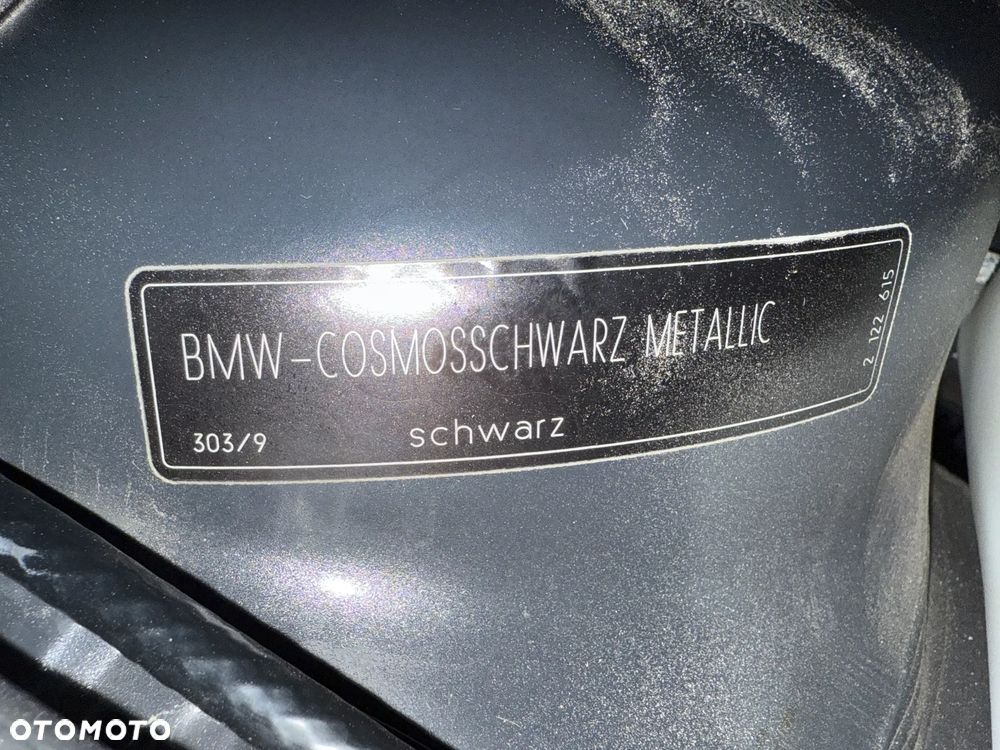 BMW-COSMOSSCHWARZ METALLIC
303/9 schwarz
2 122 615
OTOMOTO